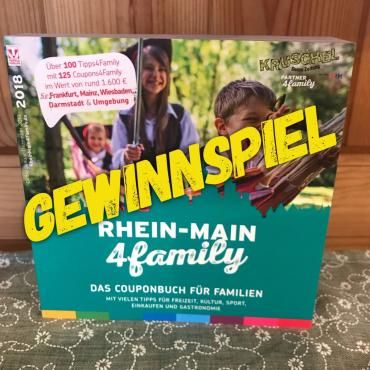 Über 100 Tipps4Family
mit 125 Coupons4Family
im Wert von rund 1.600 €
für Frankfurt, Mainz, Wiesbaden,
Darmstadt & Umgebung
2018
KRUSCHEL
PARTNER
4family
GEWINNSPIEL
RHEIN-MAIN
4family
DAS COUPONBUCH FÜR FAMILIEN
MIT VIELEN TIPPS FÜR FREIZEIT, KULTUR, SPORT,
EINKAUFEN UND GASTRONOMIE